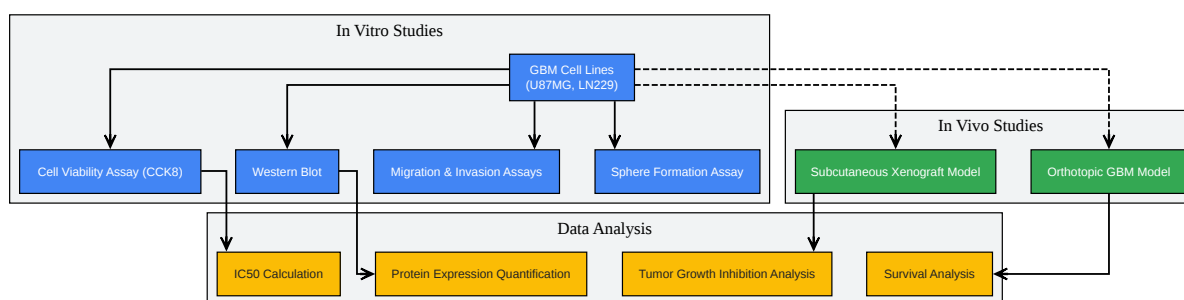 In Vitro Studies
GBM Cell Lines
(U87MG, LN229)
In Vivo Studies
Cell Viability Assay (CCK8)
Western Blot
Migration & Invasion Assays
Sphere Formation Assay
Subcutaneous Xenograft Model
Orthotopic GBM Model
Data Analysis
IC50 Calculation
Protein Expression Quantification
Tumor Growth Inhibition Analysis
Survival Analysis